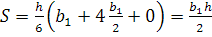 S = h/6 (b₁ + 4 b₁/2 + 0) = b₁h/2